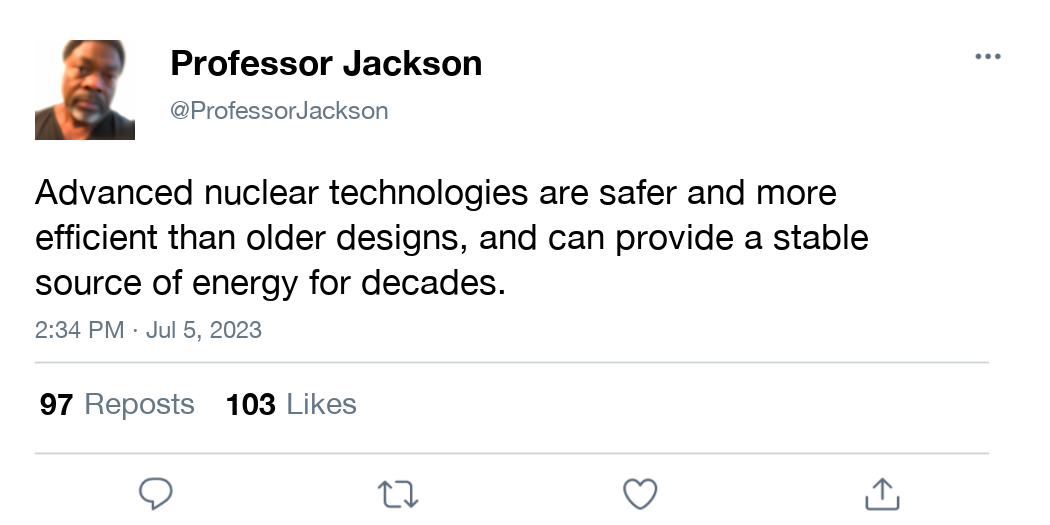 Professor Jackson
@ProfessorJackson
Advanced nuclear technologies are safer and more
efficient than older designs, and can provide a stable
source of energy for decades.
2:34 PM · Jul 5, 2023
97 Reposts 103 Likes